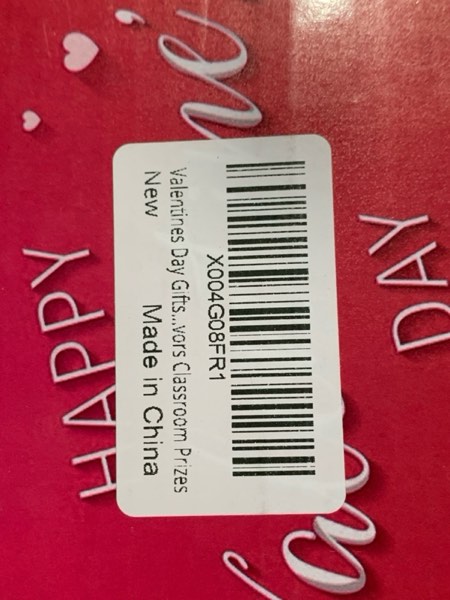 HAPPY
DAY
X004G08FR1
Valentines Day Gifts...vors Classroom Prizes
New
Made in China